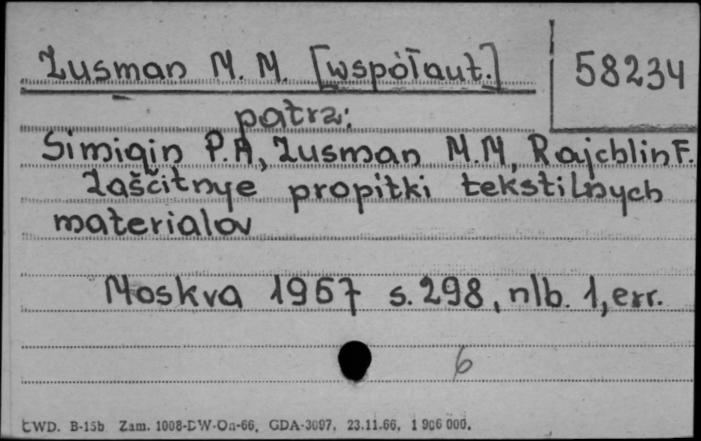 Zusman M. M. [współaut.]
58234
patrz:
Simigin P.A, Zusman M.M, Rajchlin F.
Zaščitnye propitki tekstilnych
materialov
Moskva 1957 s. 298, nlb. 1, err.
6
CWD. B-15b Zam. 1008-DW-On-66, GDA-3097, 23.11.66, 1 906 000.